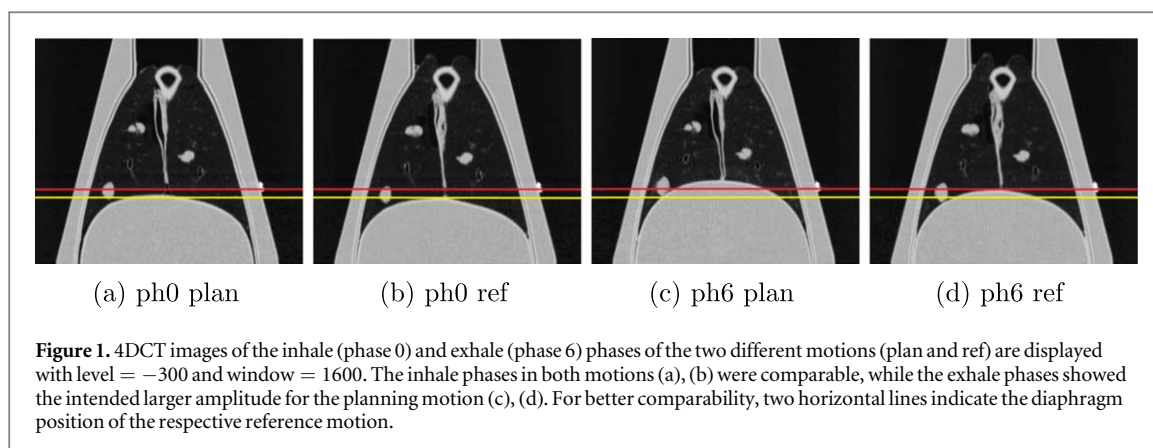 (a) ph0 plan
(b) ph0 ref
(c) ph6 plan
(d) ph6 ref
Figure 1. 4DCT images of the inhale (phase 0) and exhale (phase 6) phases of the two different motions (plan and ref) are displayed
with level = −300 and window = 1600. The inhale phases in both motions (a), (b) were comparable, while the exhale phases showed
the intended larger amplitude for the planning motion (c), (d). For better comparability, two horizontal lines indicate the diaphragm
position of the respective reference motion.